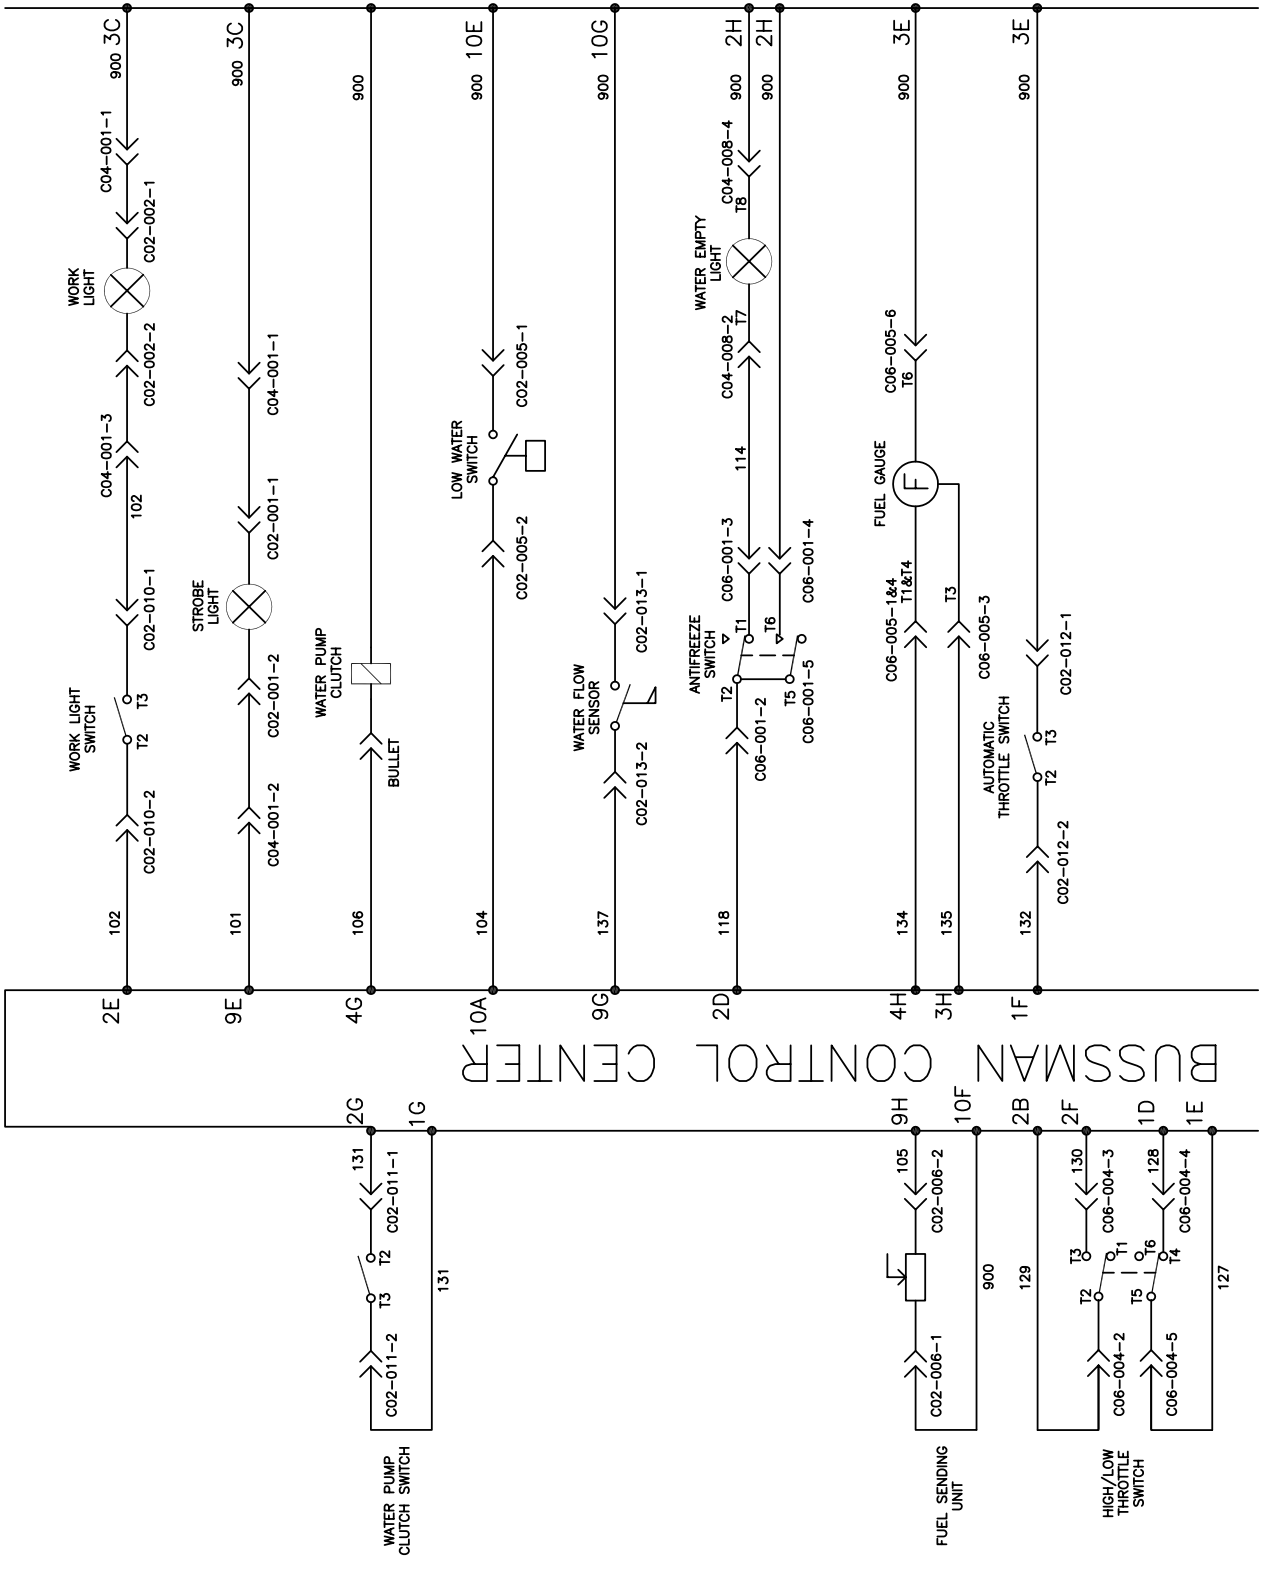 3C
900
C04-001-1
C02-002-1
WORK
LIGHT
C02-002-2
C04-001-3
102
C02-010-1
WORK LIGHT
SWITCH
T3
T2
C02-010-2
102
2E
3C
900
C04-001-1
C02-001-1
STROBE
LIGHT
C02-001-2
C04-001-2
101
9E
900
WATER PUMP
CLUTCH
BULLET
106
4G
10E
900
C02-005-1
LOW WATER
SWITCH
C02-005-2
104
10A
10G
900
C02-013-1
WATER FLOW
SENSOR
C02-013-2
137
9G
2H
2H
900
900
C04-008-4
T8
WATER EMPTY
LIGHT
T7
C04-008-2
114
C06-001-3
C06-001-4
ANTIFREEZE
SWITCH
T1
T6
T2
T5
C06-001-5
C06-001-2
118
2D
3E
900
C06-005-6
T6
FUEL GAUGE
F
C06-005-1&4
T1&T4
T3
C06-005-3
134
135
4H
3H
3E
900
C02-012-1
AUTOMATIC
THROTTLE SWITCH
T3
T2
C02-012-2
132
1F
BUSSMAN CONTROL CENTER
2G
1G
131
C02-011-1
T2
T3
131
C02-011-2
WATER PUMP
CLUTCH SWITCH
9H
10F
105
C02-006-2
900
C02-006-1
FUEL SENDING
UNIT
2B
2F
1D
1E
130
C06-004-3
128
C06-004-4
T3
T1
T6
T4
129
T2
T5
127
C06-004-2
C06-004-5
HIGH/LOW
THROTTLE
SWITCH